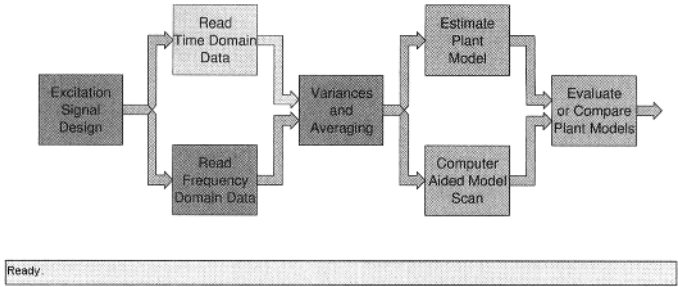 Read
Time Domain
Data
Estimate
Plant
Model
Excitation
Signal
Design
Variances
and
Averaging
Evaluate
or Compare
Plant Models
Read
Frequency
Domain Data
Computer
Aided Model
Scan
Ready.